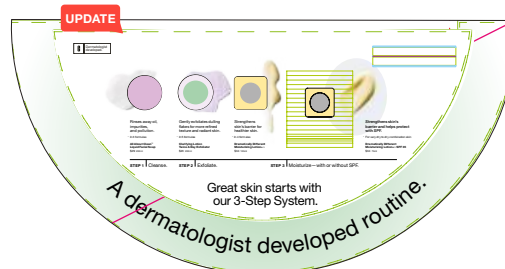 UPDATE
Dermatologist
developed
Rinses away oil,
impurities,
and pollution.
Gently exfoliates dulling
flakes for more refined
texture and radiant skin.
Strengthens
skin's barrier for
healthier skin.
Strengthens skin's
barrier and helps protect
with SPF.
STEP 1 Cleanse.
STEP 2 Exfoliate.
STEP 3 Moisturize—with or without SPF.
Great skin starts with
our 3-Step System.
A dermatologist developed routine.